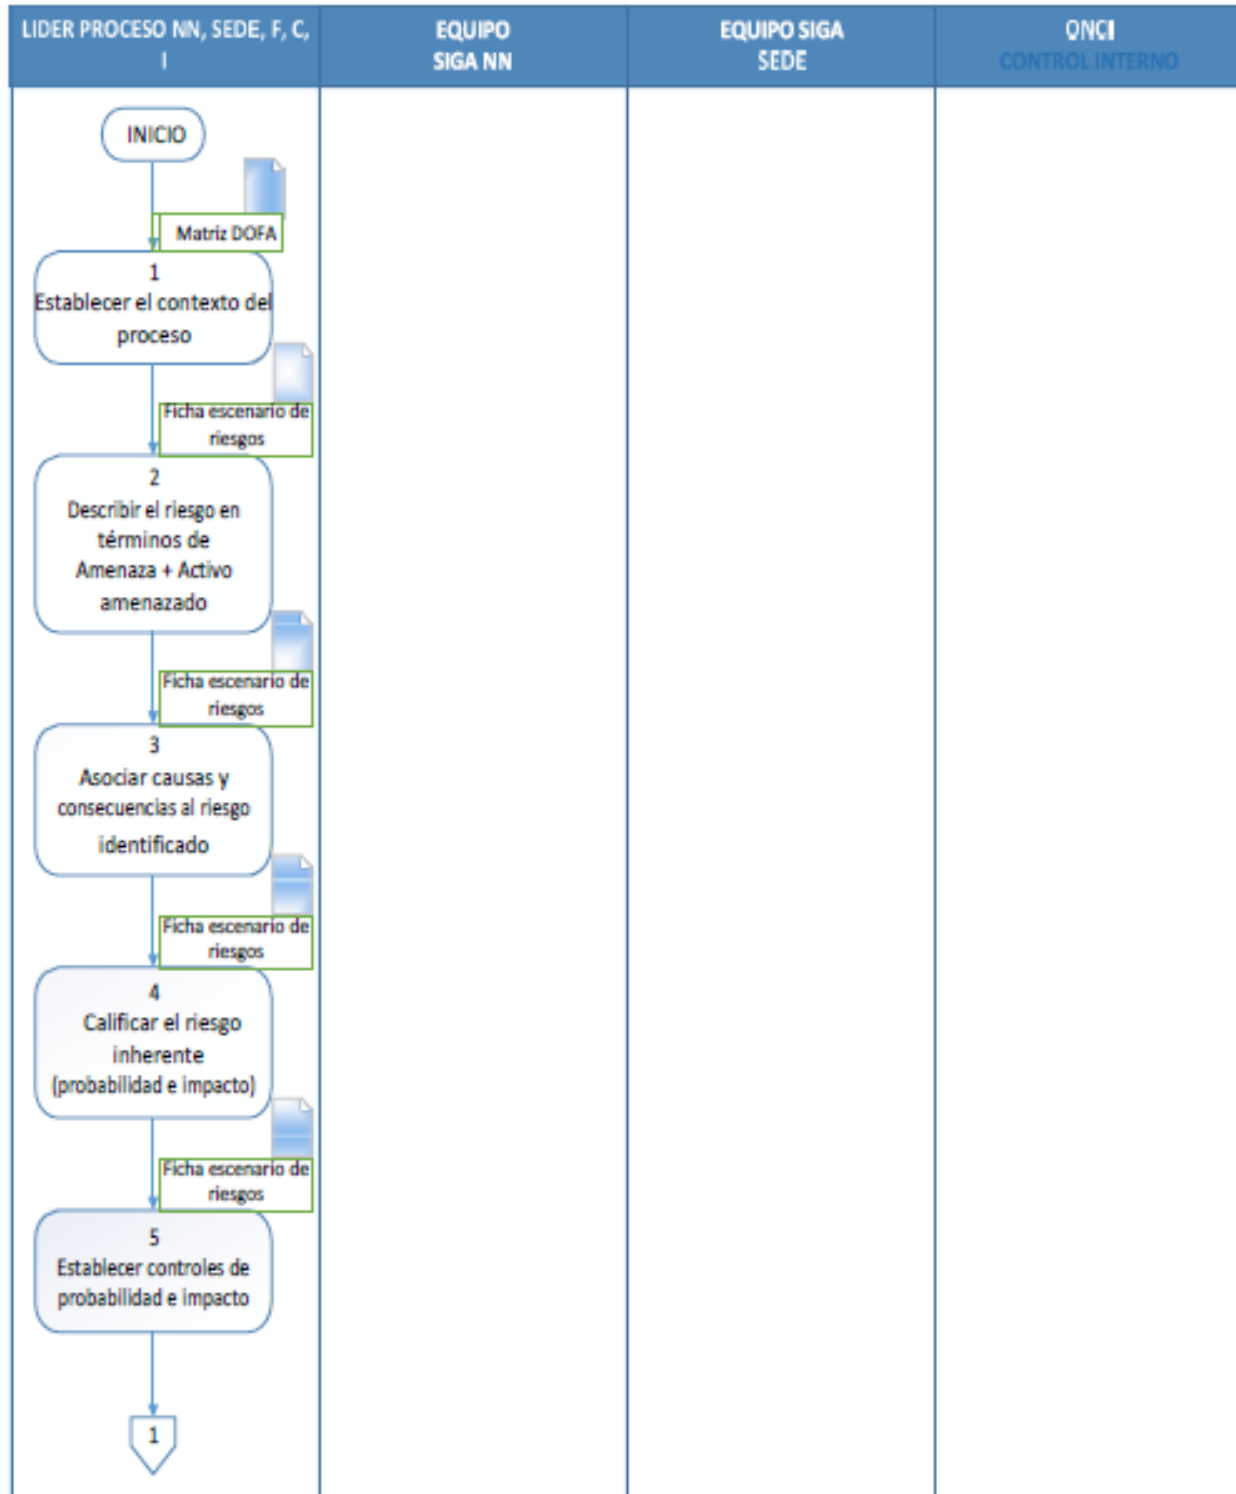 LIDER PROCESO NN, SEDE, F, C,
I
EQUIPO
SIGA NN
EQUIPO SIGA
SEDE
ONCI
CONTROL INTERNO
INICIO
Matriz DOFA
1
Establecer el contexto del
proceso
Ficha escenario de
riesgos
2
Describir el riesgo en
términos de
Amenaza + Activo
amenazado
Ficha escenario de
riesgos
3
Asociar causas y
consecuencias al riesgo
identificado
Ficha escenario de
riesgos
4
Calificar el riesgo
inherente
(probabilidad e impacto)
Ficha escenario de
riesgos
5
Establecer controles de
probabilidad e impacto
1